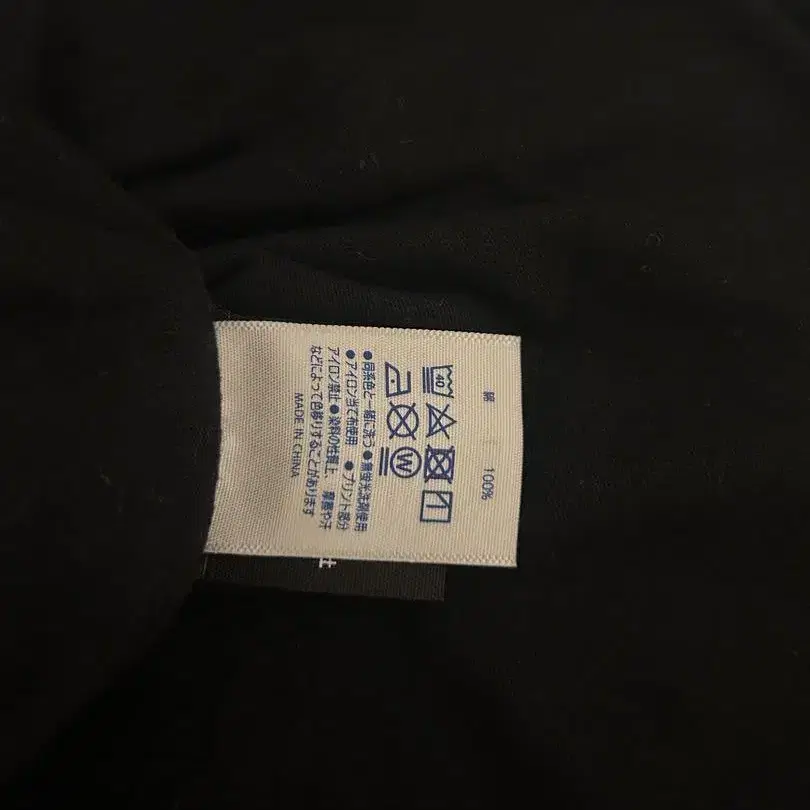 綿 100%
40
W
●同系色と一緒に洗う●無蛍光洗剤使用
●アイロン当て布使用 ●プリント部分
アイロン禁止●染料の性質上、摩擦や汗
などによって色移りすることがあります
MADE IN CHINA
社